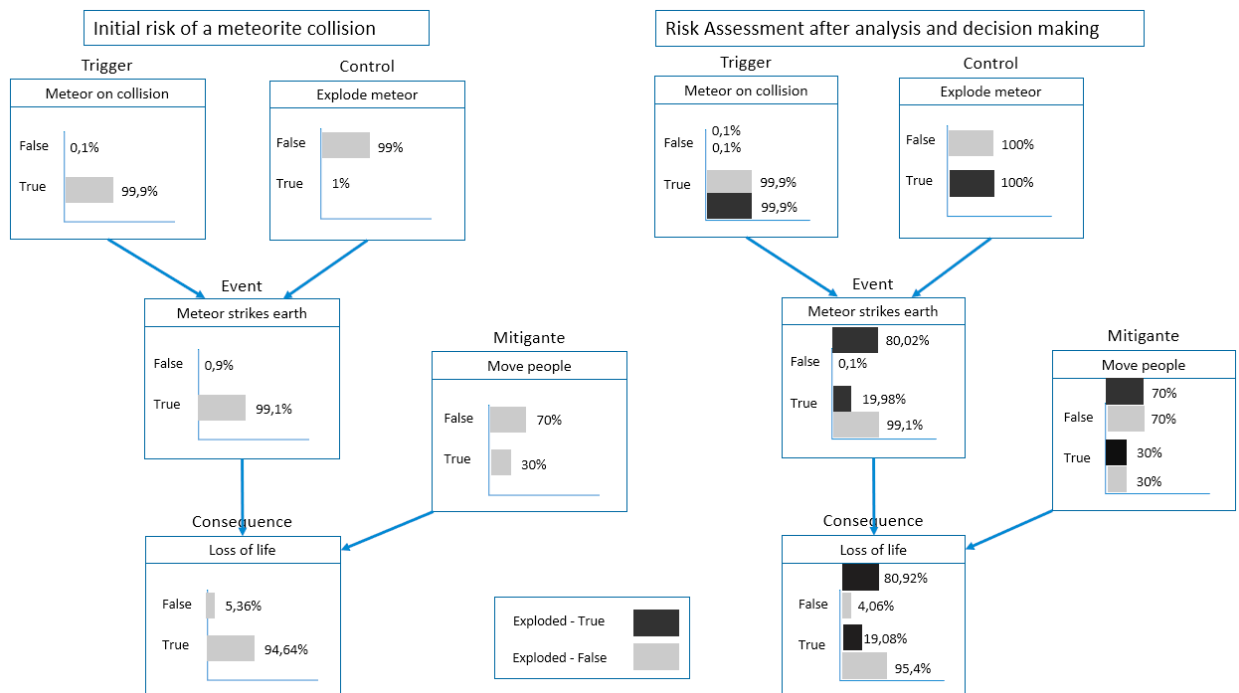 Initial risk of a meteorite collision
Trigger
Control
Meteor on collision
Explode meteor
False
0,1%
True
99,9%
False
99%
True
1%
Event
Meteor strikes earth
False
0,9%
True
99,1%
Mitigante
Move people
False
70%
True
30%
Consequence
Loss of life
False
5,36%
True
94,64%
Exploded - True
Exploded - False
Risk Assessment after analysis and decision making
Trigger
Control
Meteor on collision
Explode meteor
False
0,1%
0,1%
True
99,9%
99,9%
False
100%
True
100%
Event
Meteor strikes earth
80,02%
False
0,1%
True
19,98%
99,1%
Mitigante
Move people
70%
False
70%
True
30%
30%
Consequence
Loss of life
80,92%
False
4,06%
True
19,08%
95,4%